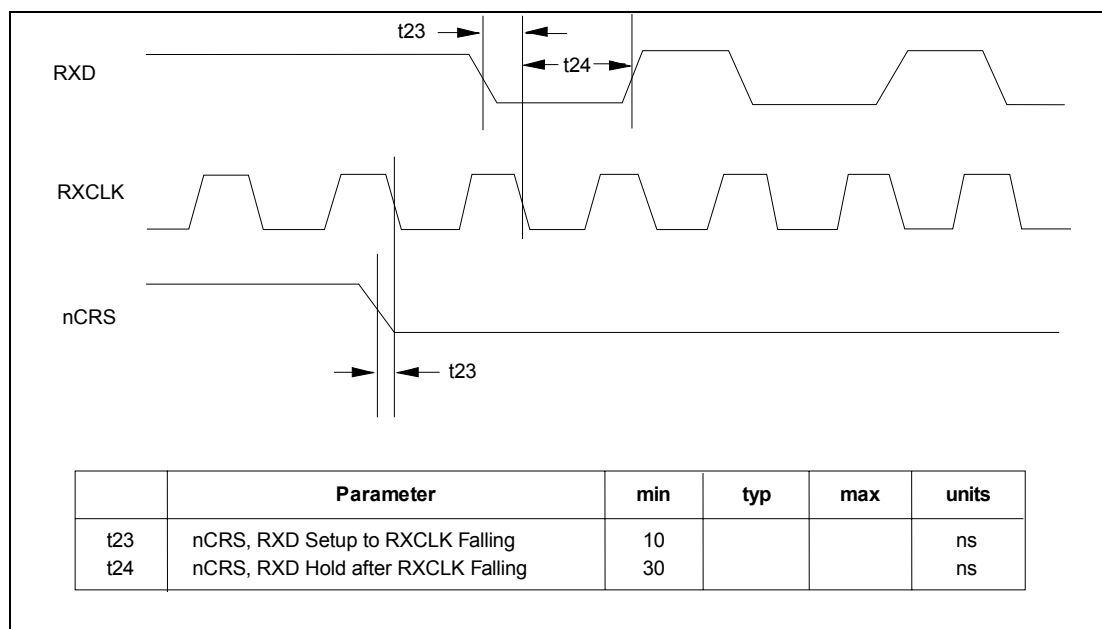 t23
t24
RXD
RXCLK
nCRS
t23
Parameter min typ max units
t23 nCRS, RXD Setup to RXCLK Falling 10 ns
t24 nCRS, RXD Hold after RXCLK Falling 30 ns